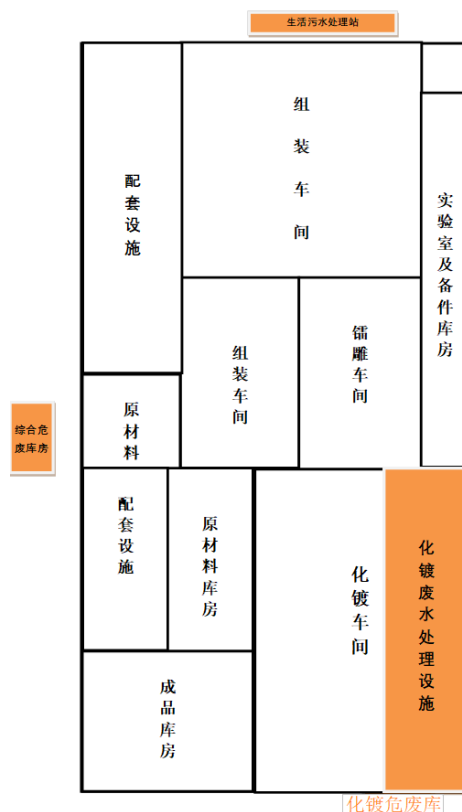 生活污水处理站
组装车间
配套设施
实验室及备件库房
组装车间
镭雕车间
原材料
综合危
废库房
配套设施
原材料库房
化镀车间
化镀废水处理设施
成品库房
化镀危废库